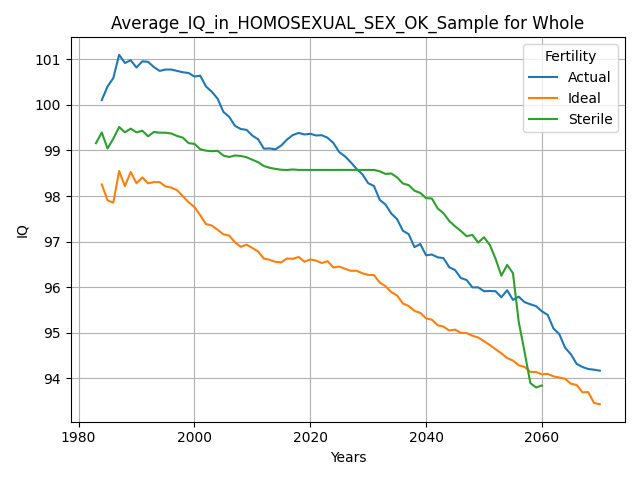 Average_IQ_in_HOMOSEXUAL_SEX_OK_Sample for Whole
Fertility
Actual
Ideal
Sterile
IQ
101
100
99
98
97
96
95
94
1980
2000
2020
2040
2060
Years